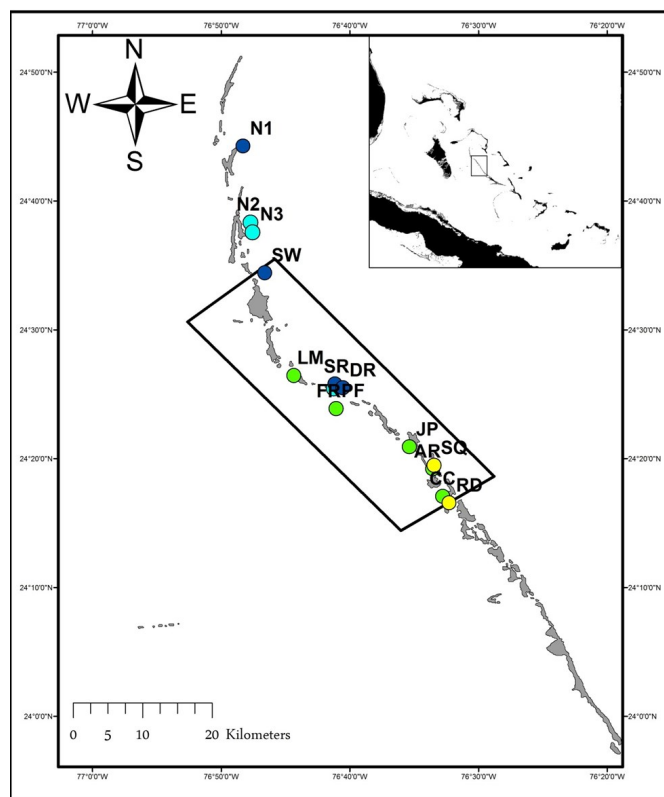 77°0'0"W 76°50'0"W 76°40'0"W 76°30'0"W 76°20'0"W
24°50'0"N 24°50'0"N
N
W E
S
N1
24°40'0"N 24°40'0"N
N2 N3
SW
24°30'0"N 24°30'0"N
LM SR DR
FR PF
JP
AR SQ
24°20'0"N 24°20'0"N
CC RD
24°10'0"N 24°10'0"N
24°0'0"N 24°0'0"N
0 5 10 20 Kilometers
77°0'0"W 76°50'0"W 76°40'0"W 76°30'0"W 76°20'0"W